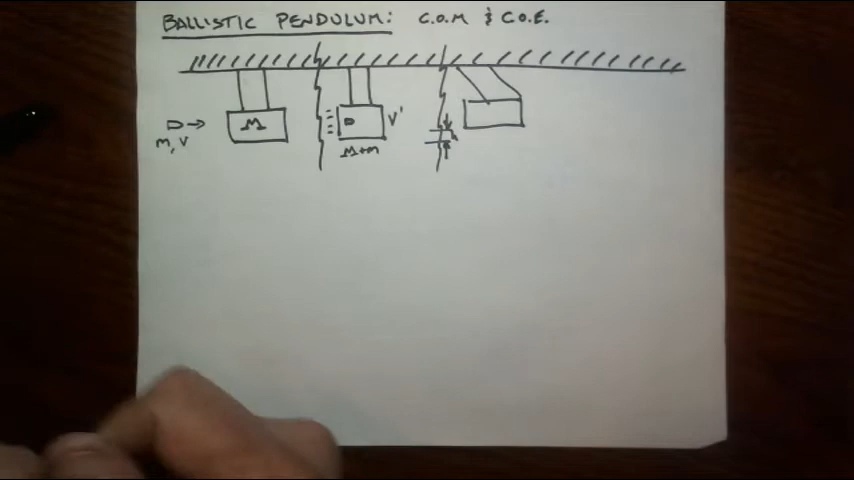 BALLISTIC PENDULUM: C.O.M & C.O.E.
M
m, v
V'
M+m
h